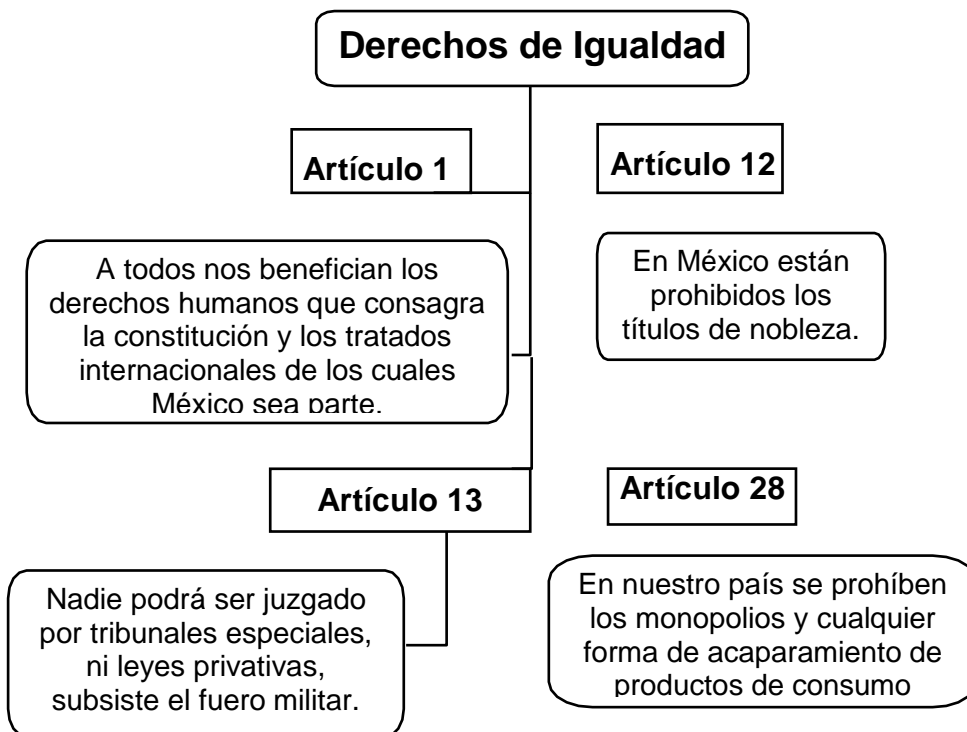 Derechos de Igualdad
Artículo 1
Artículo 12
A todos nos benefician los
derechos humanos que consagra
la constitución y los tratados
internacionales de los cuales
México sea parte.
En México están
prohibidos los
títulos de nobleza.
Artículo 13
Artículo 28
Nadie podrá ser juzgado
por tribunales especiales,
ni leyes privativas,
subsiste el fuero militar.
En nuestro país se prohíben
los monopolios y cualquier
forma de acaparamiento de
productos de consumo